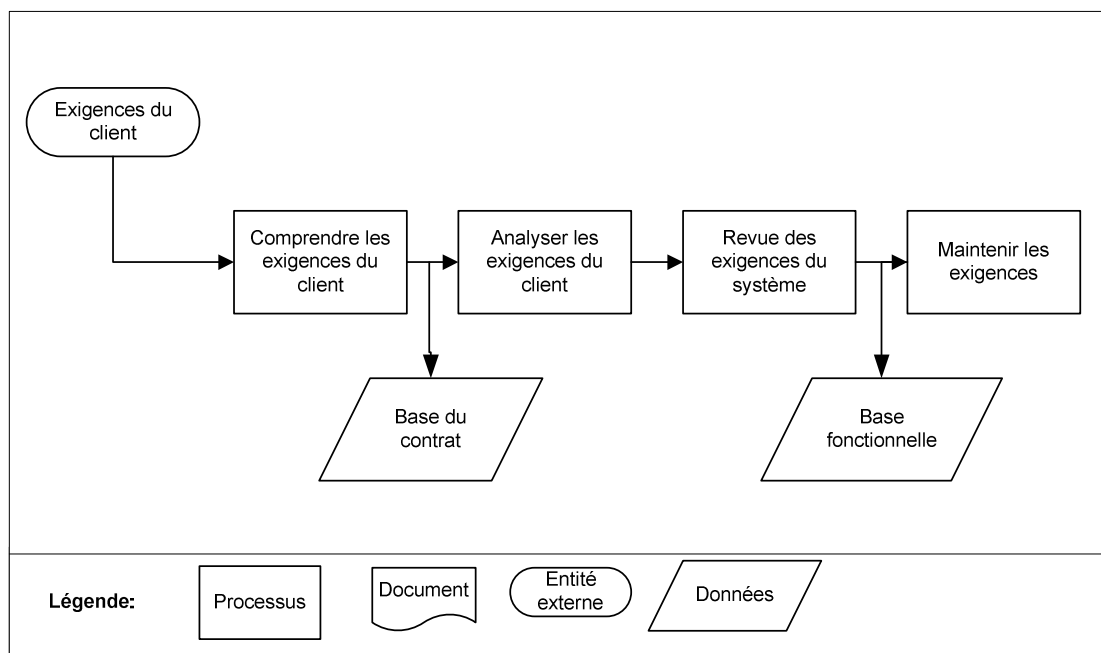 Exigences du
client
Comprendre les
exigences du
client
Analyser les
exigences du
client
Revue des
exigences du
système
Maintenir les
exigences
Base du
contrat
Base
fonctionnelle
Légende:
Processus
Document
Entité
externe
Données